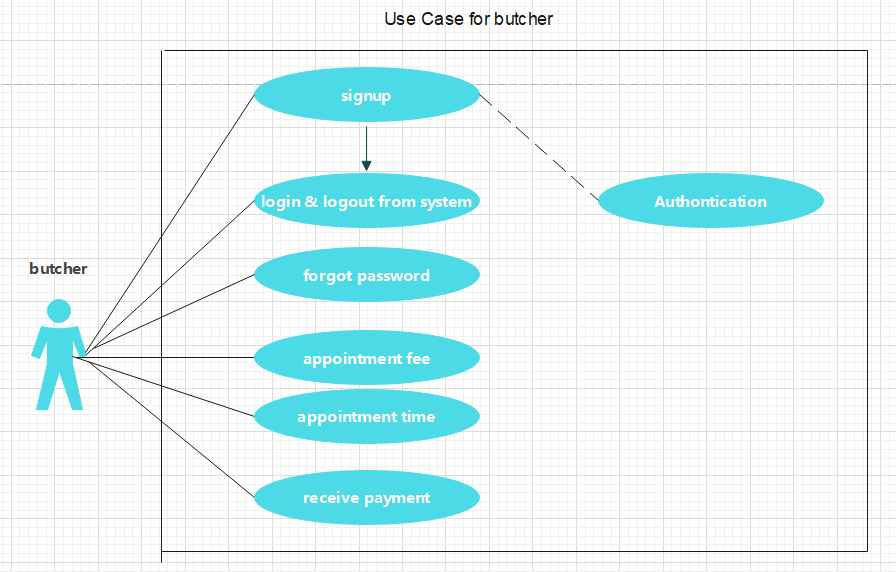 Use Case for butcher
signup
login & logout from system
Authontication
butcher
forgot password
appointment fee
appointment time
receive payment